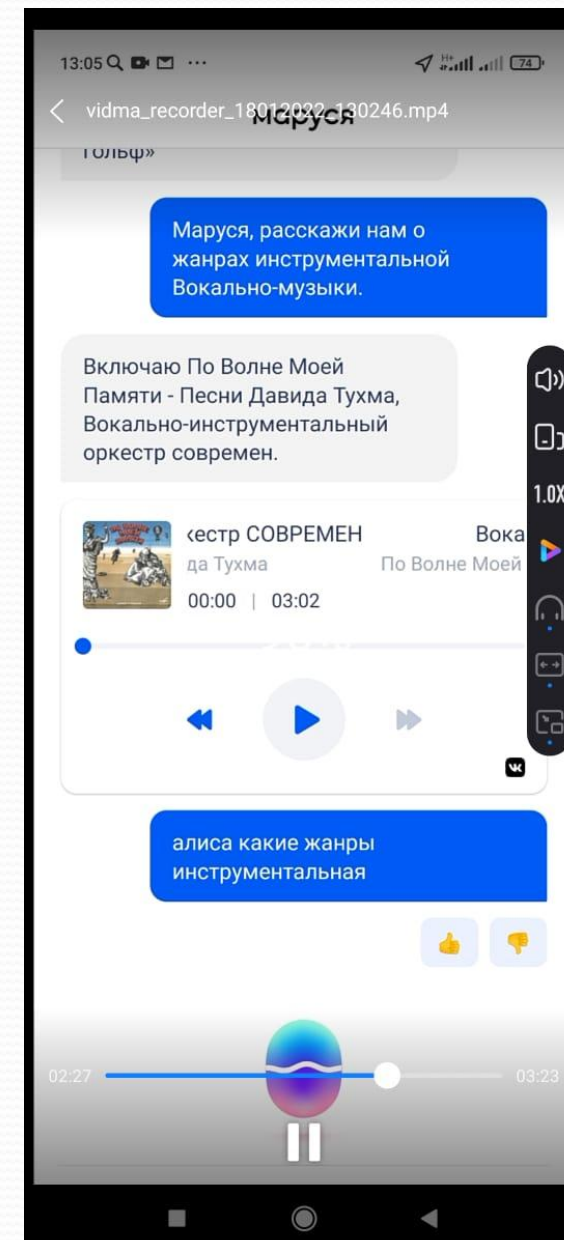 13:05
74
vidma_recorder_18012022_130246.mp4
маруся
гольф»
Маруся, расскажи нам о
жанрах инструментальной
Вокально-музыки.
Включаю По Волне Моей
Памяти - Песни Давида Тухма,
Вокально-инструментальный
оркестр современ.
кестр СОВРЕМЕН Вока
да Тухма По Волне Моей
00:00 | 03:02
1.0X
алиса какие жанры
инструментальная
02:27 03:23